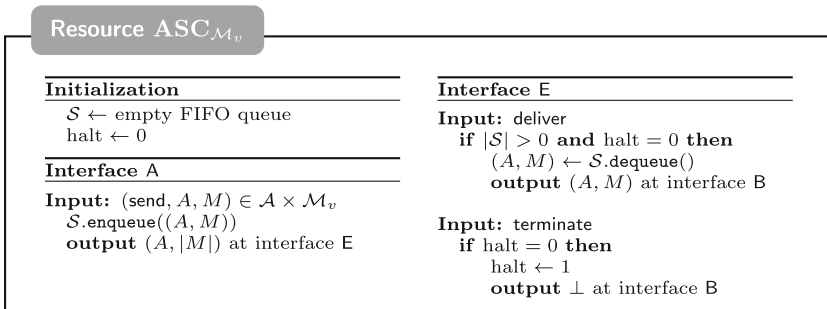 Resource ASC_{\mathcal{M}_v}
Initialization
𝒮 ← empty FIFO queue
halt ← 0
Interface A
Input: (send, A, M) ∈ 𝒜 × ℳ_v
𝒮.enqueue((A, M))
output (A, |M|) at interface E
Interface E
Input: deliver
if |𝒮| > 0 and halt = 0 then
(A, M) ← 𝒮.dequeue()
output (A, M) at interface B
Input: terminate
if halt = 0 then
halt ← 1
output ⊥ at interface B